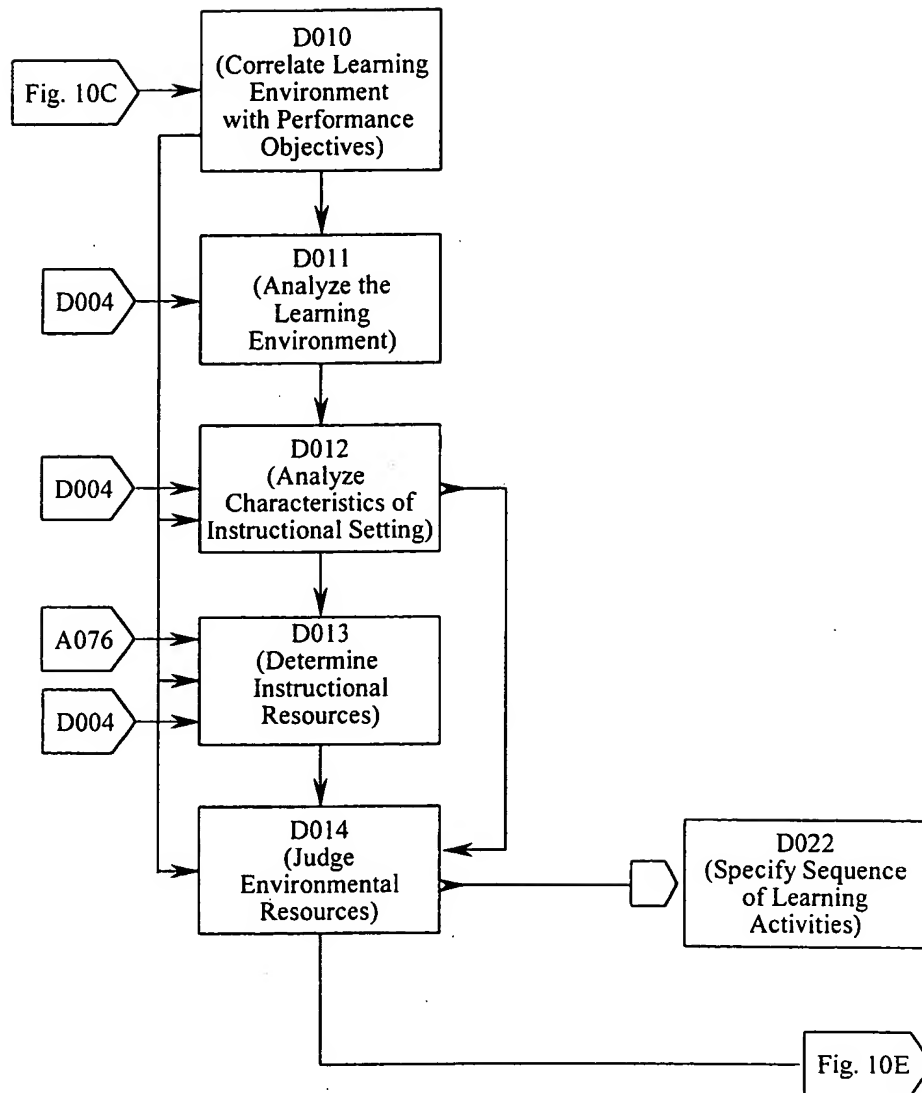 D010
(Correlate Learning
Environment
with Performance
Objectives)
Fig. 10C
D011
(Analyze the
Learning
Environment)
D004
D012
(Analyze
Characteristics of
Instructional Setting)
D004
A076
D013
(Determine
Instructional
Resources)
D004
D014
(Judge
Environmental
Resources)
D022
(Specify Sequence
of Learning
Activities)
Fig. 10E